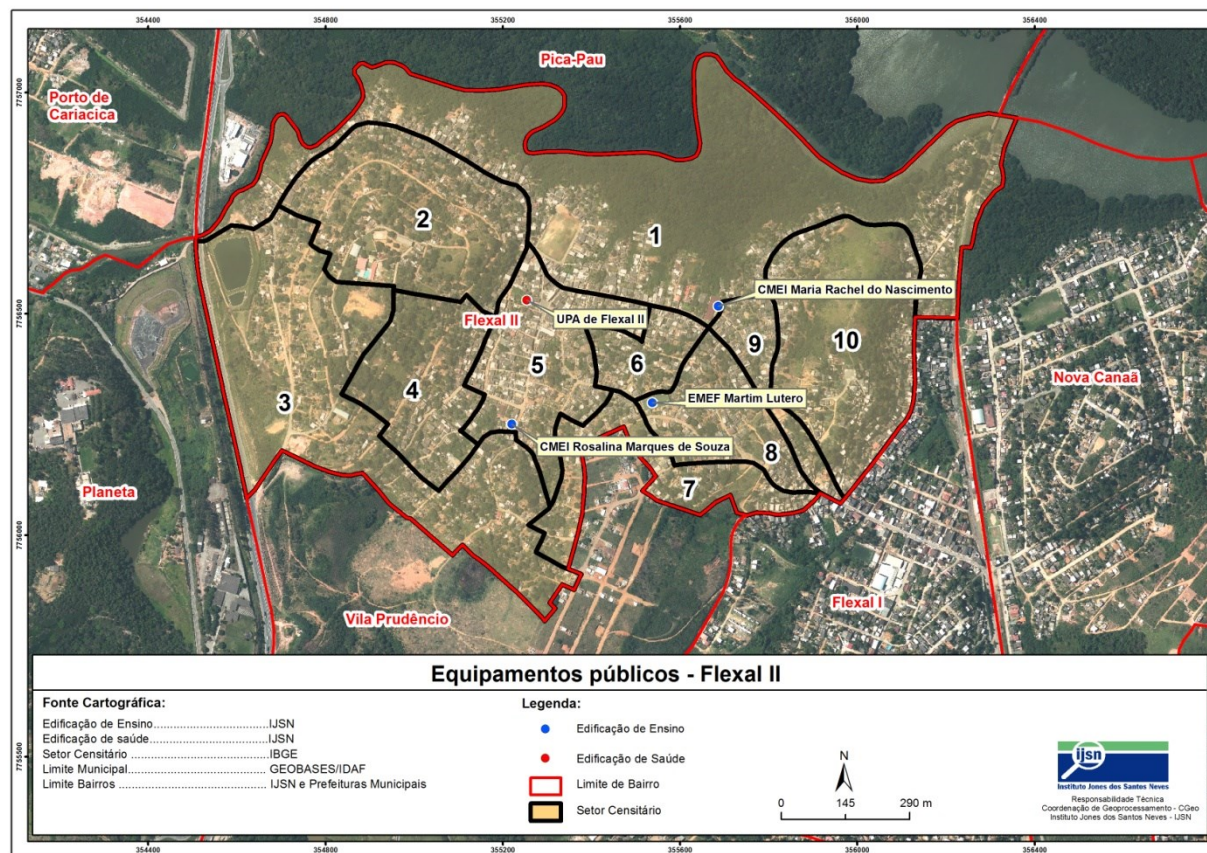 354400 354800 355200 355600 356000 356400
Pica-Pau
7757000
Porto de
Cariacica
2
1
CMEI Maria Rachel do Nascimento
7756500
Flexal II
UPA de Flexal II
9
10
5
6
Nova Canaã
4
3
EMEF Martim Lutero
CMEI Rosalina Marques de Souza
8
Planeta
7
7756000
Flexal I
Vila Prudêncio
Equipamentos públicos - Flexal II
Fonte Cartográfica:
Edificação de Ensino..............................IJSN
Edificação de saúde...............................IJSN
Setor Censitário ...................................IBGE
Limite Municipal.....................................GEOBASES/IDAF
Limite Bairros ........................................IJSN e Prefeituras Municipais
7755500
Legenda:
Edificação de Ensino
Edificação de Saúde
Limite de Bairro
Setor Censitário
N
0 145 290 m
ijsn
Instituto Jones dos Santos Neves
Responsabilidade Técnica
Coordenação de Geoprocessamento - CGeo
Instituto Jones dos Santos Neves - IJSN
354400 354800 355200 355600 356000 356400